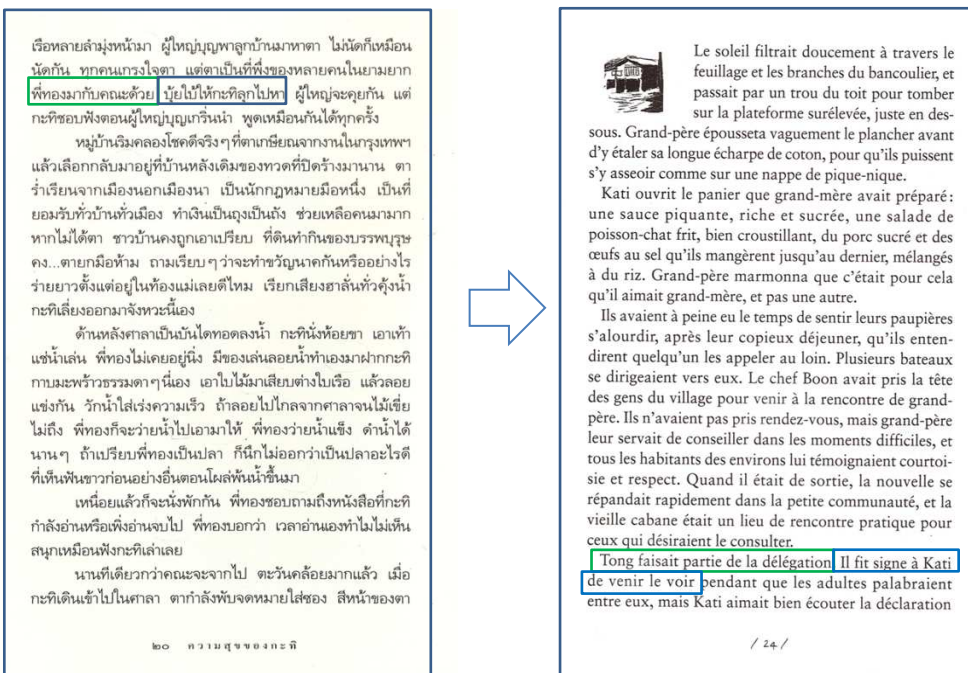 เรือหลายลำมุ่งหน้ามา ผู้ใหญ่บุญพาลูกบ้านมาหาตา ไม่นัดก็เหมือน
นัดกัน ทุกคนเกรงใจตา แต่ตาเป็นที่พึ่งของหลายคนในยามยาก
พี่ทองมากับคณะด้วย บุ้ยใบ้ให้กะทิลุกไปหา ผู้ใหญ่จะคุยกัน แต่
กะทิชอบฟังตอนผู้ใหญ่บุญเกริ่นนำ พูดเหมือนกันได้ทุกครั้ง
หมู่บ้านริมคลองโชคดีจริงๆ ที่ตาเกษียณจากงานในกรุงเทพฯ
แล้วเลือกกลับมาอยู่ที่บ้านหลังเดิมของทวดที่ปิดร้างมานาน ตา
ร่ำเรียนจากเมืองนอกเมืองนา เป็นนักกฎหมายมือหนึ่ง เป็นที่
ยอมรับทั่วบ้านทั่วเมือง ทำเงินเป็นถุงเป็นถัง ช่วยเหลือคนมามาก
หากไม่ได้ตา ชาวบ้านคงถูกเอาเปรียบ ที่ดินทำกินของบรรพบุรุษ
คง...ตายกมือห้าม ถามเรียบๆ ว่าจะทำขวัญนาคกันหรืออย่างไร
ร่ายยาวตั้งแต่อยู่ในท้องแม่เลยดีไหม เรียกเสียงฮาลั่นทั่วคุ้งน้ำ
กะทิเลี่ยงออกมาจังหวะนี้เอง
ด้านหลังศาลาเป็นบันไดทอดลงน้ำ กะทินั่งห้อยขา เอาเท้า
แช่น้ำเล่น พี่ทองไม่เคยอยู่นิ่ง มีของเล่นลอยน้ำทำเองมาฝากกะทิ
กาบมะพร้าวธรรมดาๆ นี่เอง เอาใบไม้มาเสียบต่างใบเรือ แล้วลอย
แข่งกัน วักน้ำใส่เร่งความเร็ว ถ้าลอยไปไกลจากศาลาจนไม้เขี่ย
ไม่ถึง พี่ทองก็จะว่ายน้ำไปเอามาให้ พี่ทองว่ายน้ำแข็ง ดำน้ำได้
นานๆ ถ้าเปรียบพี่ทองเป็นปลา ก็นึกไม่ออกว่าเป็นปลาอะไรดี
ที่เห็นฟันขาวก่อนอย่างอื่นตอนโผล่พ้นน้ำขึ้นมา
เหนื่อยแล้วก็จะนั่งพักกัน พี่ทองชอบถามถึงหนังสือที่กะทิ
กำลังอ่านหรือเพิ่งอ่านจบไป พี่ทองบอกว่า เวลาอ่านเองทำไมไม่เห็น
สนุกเหมือนฟังกะทิเล่าเลย
นานทีเดียวกว่าคณะจะจากไป ตะวันคล้อยมากแล้ว เมื่อ
กะทิเดินเข้าไปในศาลา ตากำลังพับจดหมายใส่ซอง สีหน้าของตา
๒๐ ความสุขของกะทิ
Le soleil filtrait doucement à travers le
feuillage et les branches du bancoulier, et
passait par un trou du toit pour tomber
sur la plateforme surélevée, juste en des-
sous. Grand-père épousseta vaguement le plancher avant
d'y étaler sa longue écharpe de coton, pour qu'ils puissent
s'y asseoir comme sur une nappe de pique-nique.
Kati ouvrit le panier que grand-mère avait préparé :
une sauce piquante, riche et sucrée, une salade de
poisson-chat frit, bien croustillant, du porc sucré et des
œufs au sel qu'ils mangèrent jusqu'au dernier, mélangés
à du riz. Grand-père marmonna que c'était pour cela
qu'il aimait grand-mère, et pas une autre.
Ils avaient à peine eu le temps de sentir leurs paupières
s'alourdir, après leur copieux déjeuner, qu'ils enten-
dirent quelqu'un les appeler au loin. Plusieurs bateaux
se dirigeaient vers eux. Le chef Boon avait pris la tête
des gens du village pour venir à la rencontre de grand-
père. Ils n'avaient pas pris rendez-vous, mais grand-père
leur servait de conseiller dans les moments difficiles, et
tous les habitants des environs lui témoignaient courtoi-
sie et respect. Quand il était de sortie, la nouvelle se
répandait rapidement dans la petite communauté, et la
vieille cabane était un lieu de rencontre pratique pour
ceux qui désiraient le consulter.
Tong faisait partie de la délégation. Il fit signe à Kati
de venir le voir pendant que les adultes palabraient
entre eux, mais Kati aimait bien écouter la déclaration
/ 24 /